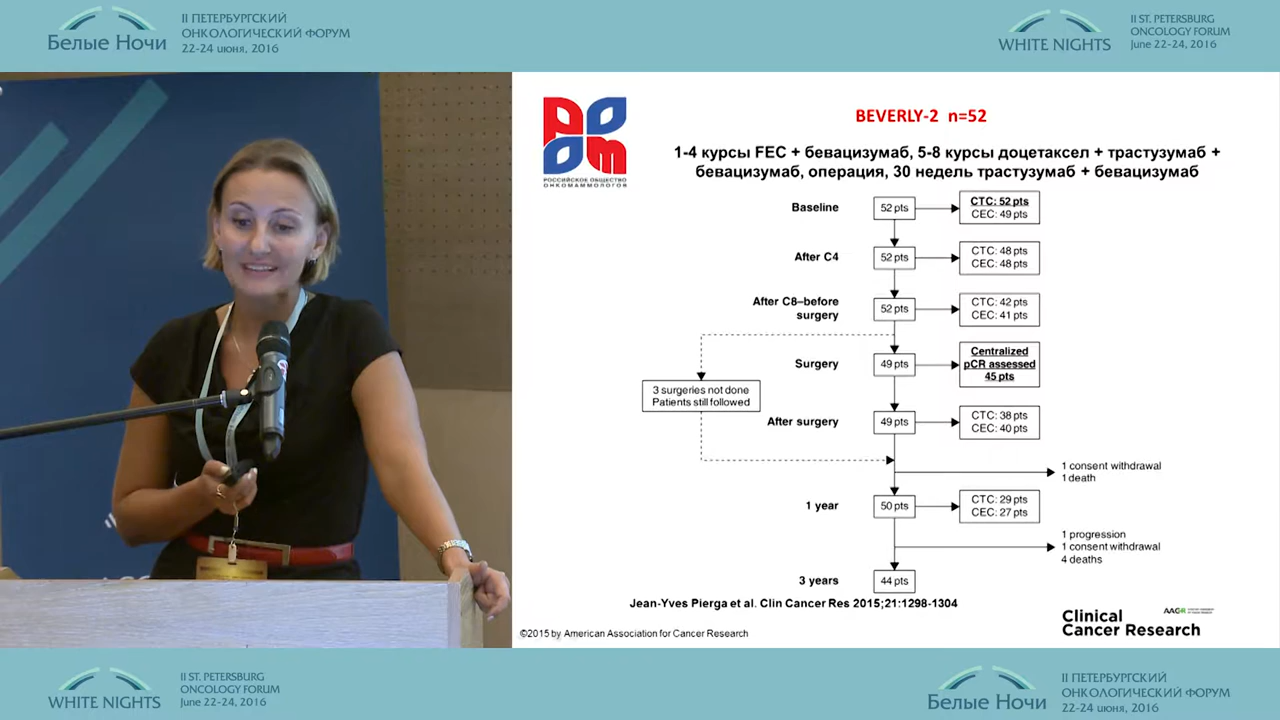 Белые Ночи
II ПЕТЕРБУРГСКИЙ
ОНКОЛОГИЧЕСКИЙ ФОРУМ
22-24 июня, 2016
WHITE NIGHTS
II ST. PETERSBURG
ONCOLOGY FORUM
June 22-24, 2016
РООМ
РОССИЙСКОЕ ОБЩЕСТВО
ОНКОМАММОЛОГОВ
BEVERLY-2 n=52
1-4 курсы FEC + бевацизумаб, 5-8 курсы доцетаксел + трастузумаб +
бевацизумаб, операция, 30 недель трастузумаб + бевацизумаб
Baseline
52 pts
CTC: 52 pts
CEC: 49 pts
After C4
52 pts
CTC: 48 pts
CEC: 48 pts
After C8–before
surgery
52 pts
CTC: 42 pts
CEC: 41 pts
Surgery
49 pts
Centralized
pCR assessed
45 pts
3 surgeries not done
Patients still followed
After surgery
49 pts
CTC: 38 pts
CEC: 40 pts
1 consent withdrawal
1 death
1 year
50 pts
CTC: 29 pts
CEC: 27 pts
1 progression
1 consent withdrawal
4 deaths
3 years
44 pts
Jean-Yves Pierga et al. Clin Cancer Res 2015;21:1298-1304
©2015 by American Association for Cancer Research
Clinical
Cancer Research
AACR
WHITE NIGHTS
II ST. PETERSBURG
ONCOLOGY FORUM
June 22-24, 2016
Белые Ночи
II ПЕТЕРБУРГСКИЙ
ОНКОЛОГИЧЕСКИЙ ФОРУМ
22-24 июня, 2016